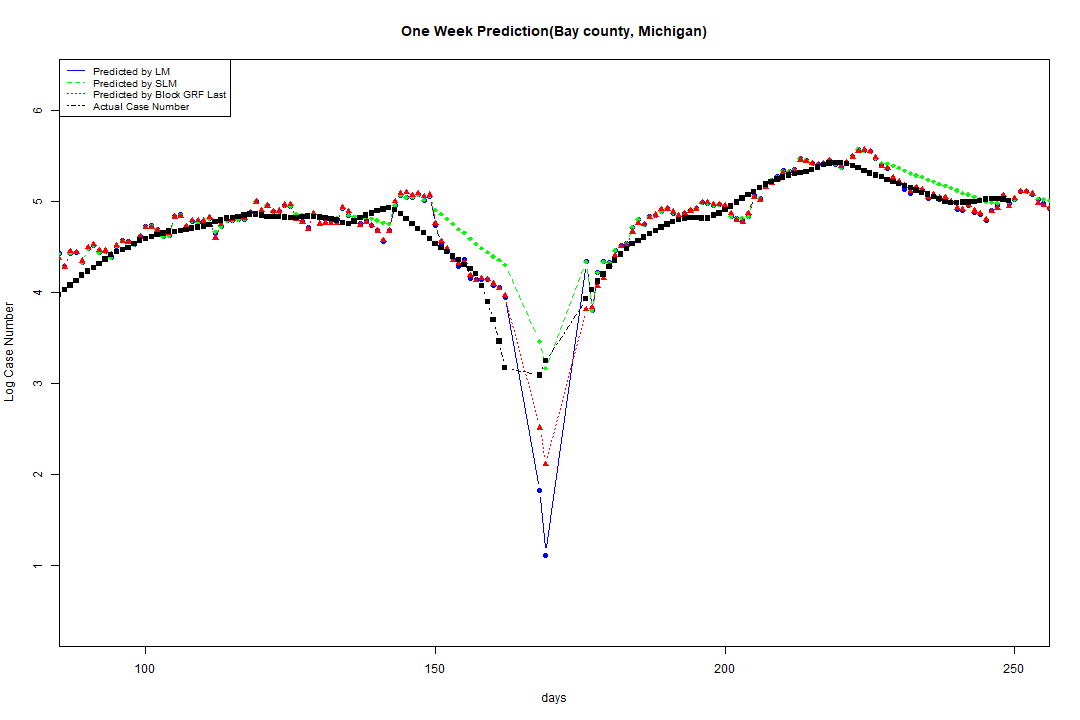 One Week Prediction(Bay county, Michigan)
Predicted by LM
Predicted by SLM
Predicted by Block GRF Last
Actual Case Number
6
5
4
3
2
1
Log Case Number
100 150 200 250
days